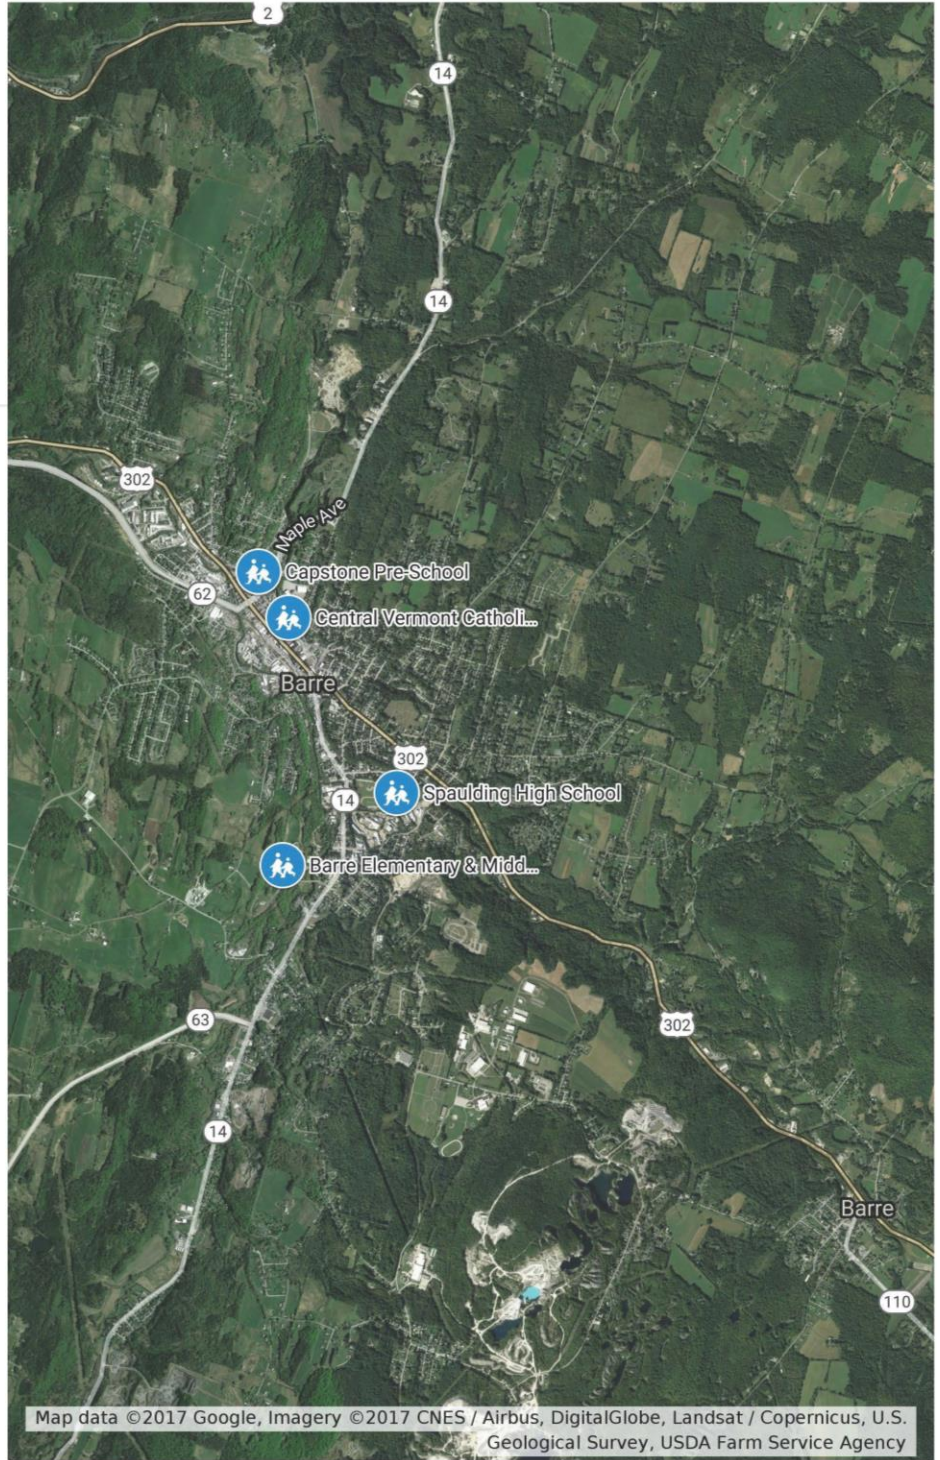 2
14
14
302
Maple Ave
Capstone Pre-School
62
Central Vermont Catholi...
Barre
302
14
Spaulding High School
Barre Elementary & Midd...
63
302
14
Barre
110
Map data ©2017 Google, Imagery ©2017 CNES / Airbus, DigitalGlobe, Landsat / Copernicus, U.S.
Geological Survey, USDA Farm Service Agency